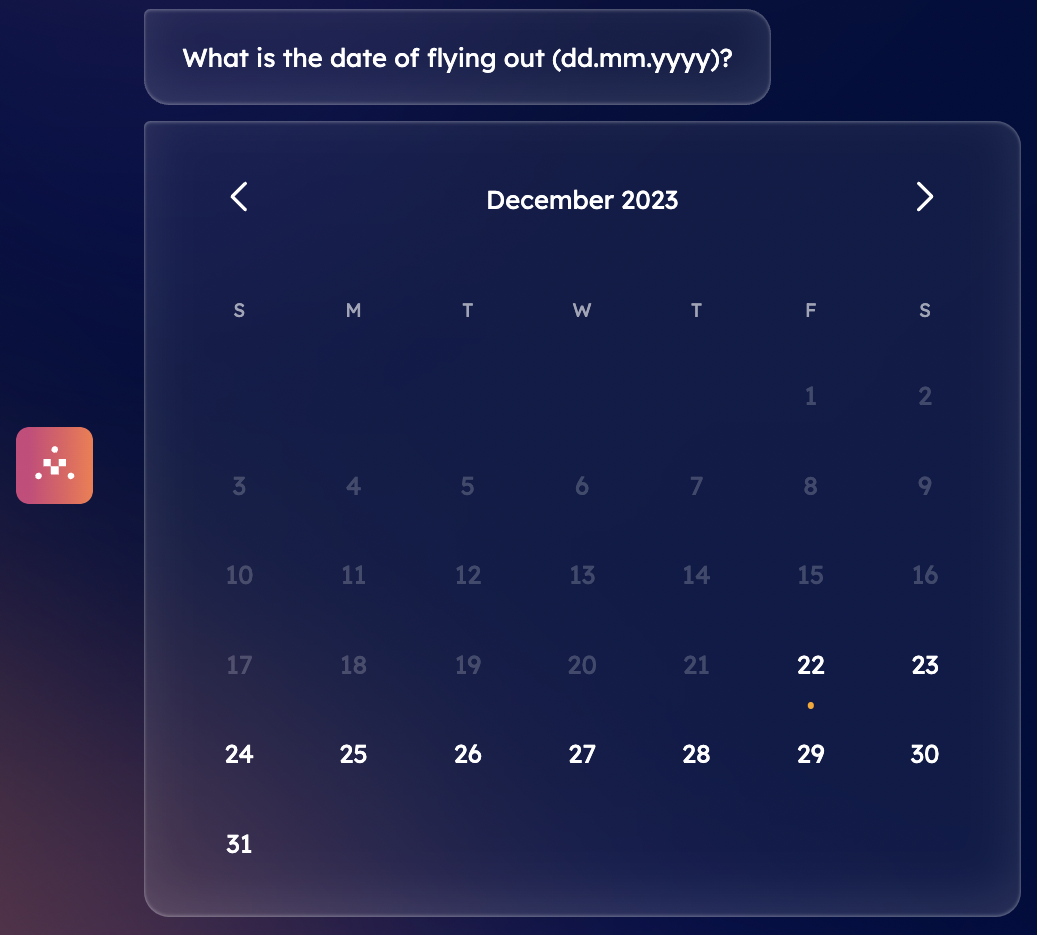 What is the date of flying out (dd.mm.yyyy)?
December 2023
S M T W T F S
1 2
3 4 5 6 7 8 9
10 11 12 13 14 15 16
17 18 19 20 21 22 23
24 25 26 27 28 29 30
31